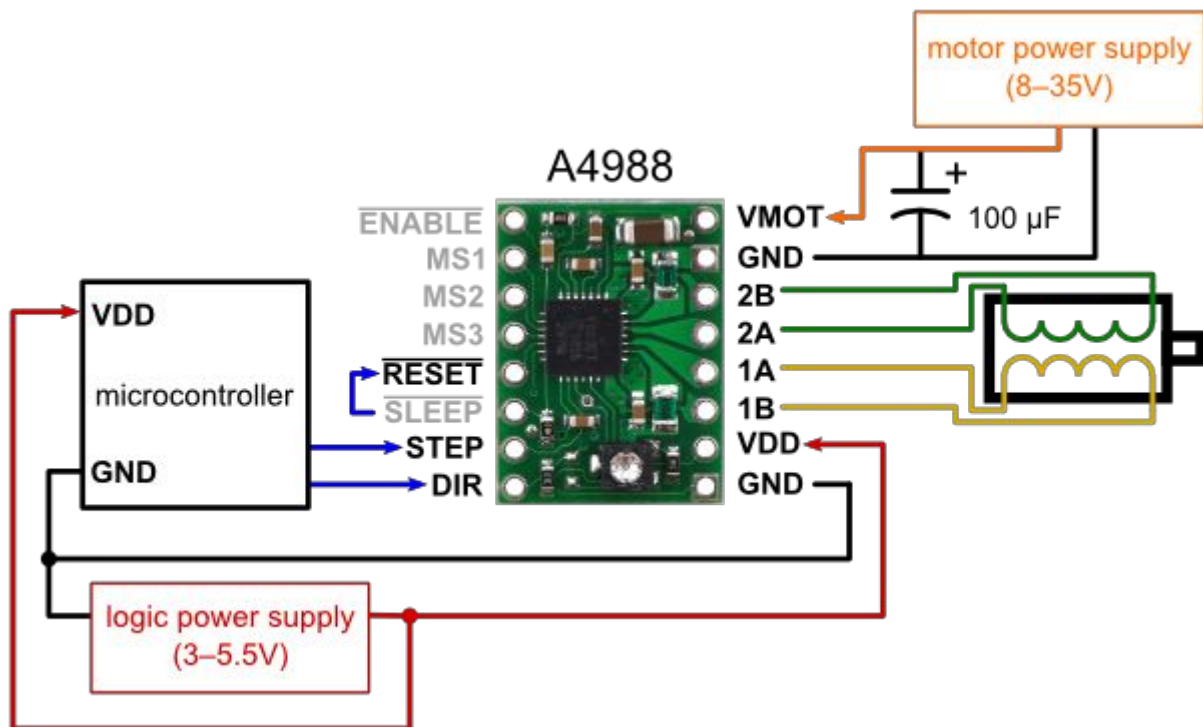 motor power supply
(8–35V)
A4988
ENABLE
MS1
MS2
MS3
RESET
SLEEP
STEP
DIR
VMOT
GND
2B
2A
1A
1B
VDD
GND
+
100 µF
VDD
microcontroller
GND
logic power supply
(3–5.5V)